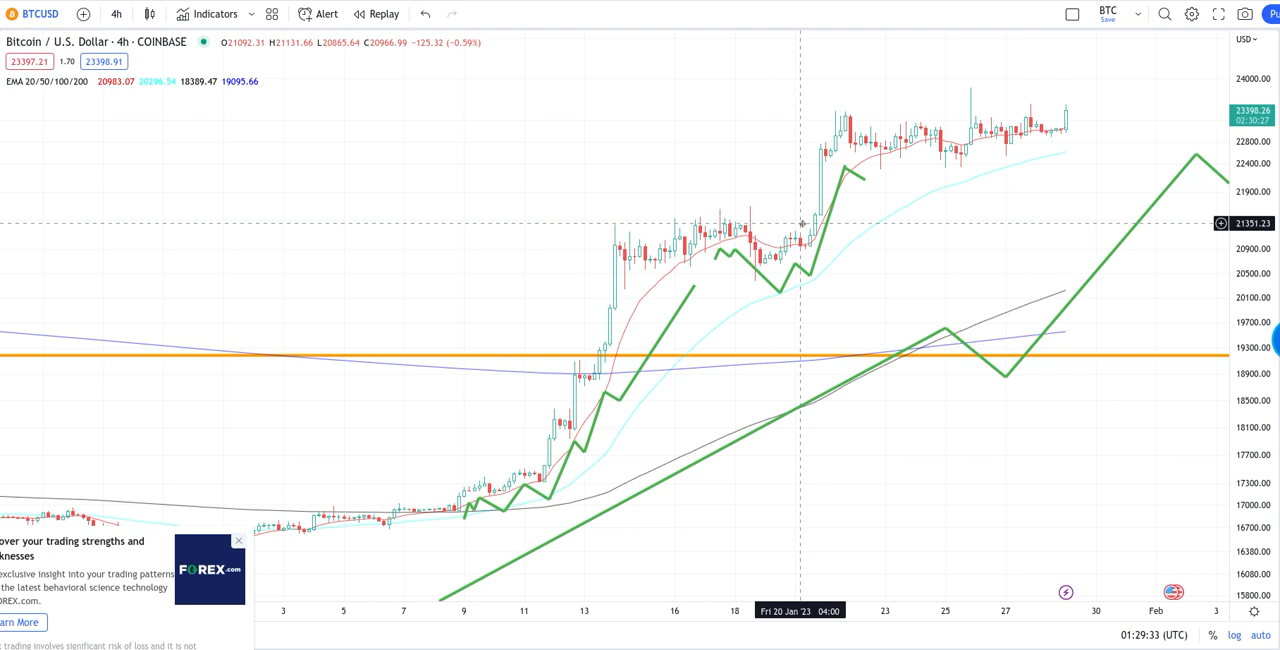 BTCUSD 4h Indicators Alert Replay BTC Save Pu
Bitcoin / U.S. Dollar · 4h · COINBASE O21092.31 H21131.66 L20865.64 C20966.99 −125.32 (−0.59%) USD
23397.21 1.70 23398.91
EMA 20/50/100/200 20983.07 20296.54 18389.47 19095.66
24000.00
23398.26
02:30:27
22800.00
22400.00
21900.00
21351.23
20900.00
20500.00
20100.00
19700.00
19300.00
18900.00
18500.00
18100.00
17700.00
17300.00
17000.00
16700.00
16380.00
16080.00
15800.00
over your trading strengths and
knesses
exclusive insight into your trading patterns
the latest behavioral science technology
OREX.com.
arn More
trading involves significant risk of loss and it is not
FOREX.com
3 5 7 9 11 13 16 18 Fri 20 Jan '23 04:00 23 25 27 30 Feb 3
01:29:33 (UTC) % log auto